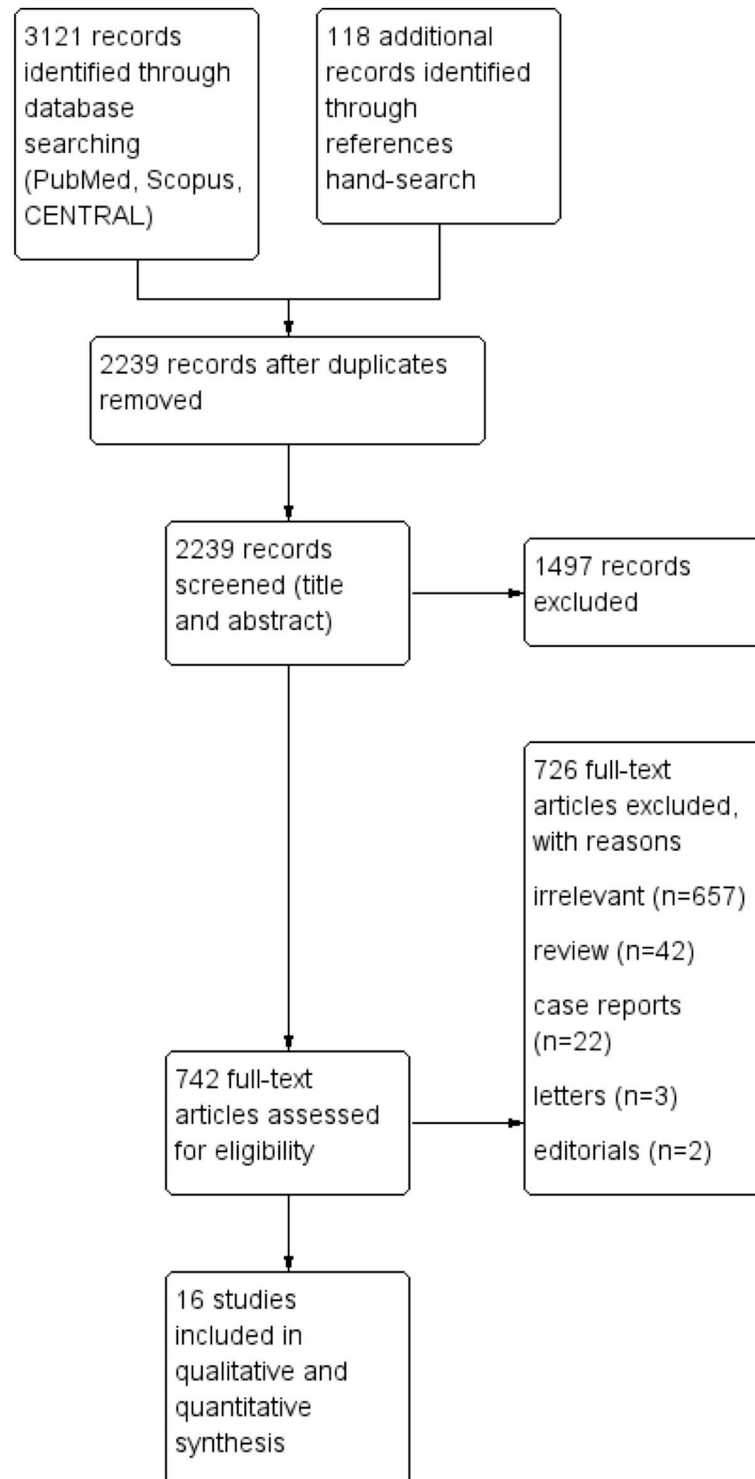 3121 records
identified through
database
searching
(PubMed, Scopus,
CENTRAL)
118 additional
records identified
through
references
hand-search
2239 records after duplicates
removed
2239 records
screened (title
and abstract)
1497 records
excluded
726 full-text
articles excluded,
with reasons
irrelevant (n=657)
review (n=42)
case reports
(n=22)
letters (n=3)
editorials (n=2)
742 full-text
articles assessed
for eligibility
16 studies
included in
qualitative and
quantitative
synthesis